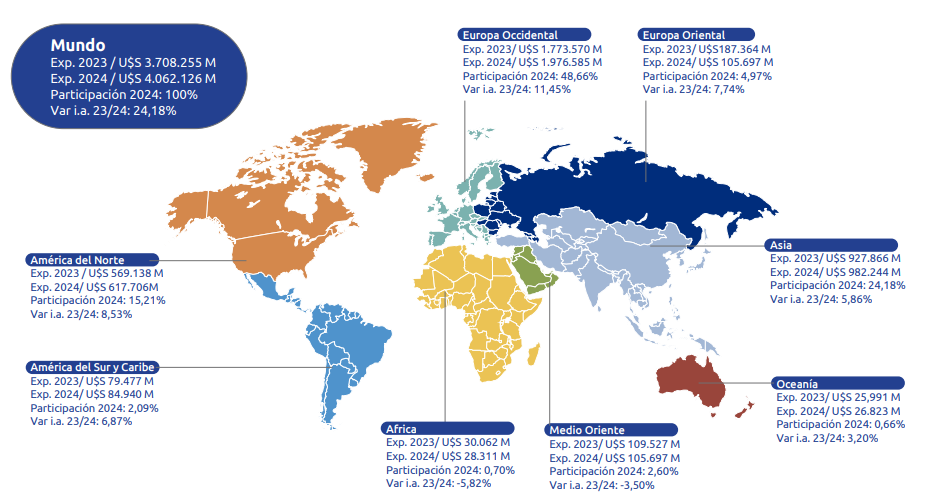 Mundo
Exp. 2023 / U$S 3.708.255 M
Exp. 2024 / U$S 4.062.126 M
Participación 2024: 100%
Var i.a. 23/24: 24,18%
Europa Occidental
Exp. 2023/ U$S 1.773.570 M
Exp. 2024/ U$S 1.976.585 M
Participación 2024: 48,66%
Var i.a. 23/24: 11,45%
Europa Oriental
Exp. 2023/ U$S187.364 M
Exp. 2024/ U$S 105.697 M
Participación 2024: 4,97%
Var i.a. 23/24: 7,74%
América del Norte
Exp. 2023/ U$S 569.138 M
Exp. 2024/ U$S 617.706M
Participación 2024: 15,21%
Var i.a. 23/24: 8,53%
Asia
Exp. 2023/ U$S 927.866 M
Exp. 2024/ U$S 982.244 M
Participación 2024: 24,18%
Var i.a. 23/24: 5,86%
América del Sur y Caribe
Exp. 2023/ U$S 79.477 M
Exp. 2024/ U$S 84.940 M
Participación 2024: 2,09%
Var i.a. 23/24: 6,87%
Oceanía
Exp. 2023/ U$S 25,991 M
Exp. 2024/ U$S 26.823 M
Participación 2024: 0,66%
Var i.a. 23/24: 3,20%
Africa
Exp. 2023/ U$S 30.062 M
Exp. 2024/ U$S 28.311 M
Participación 2024: 0,70%
Var i.a. 23/24: -5,82%
Medio Oriente
Exp. 2023/ U$S 109.527 M
Exp. 2024/ U$S 105.697 M
Participación 2024: 2,60%
Var i.a. 23/24: -3,50%